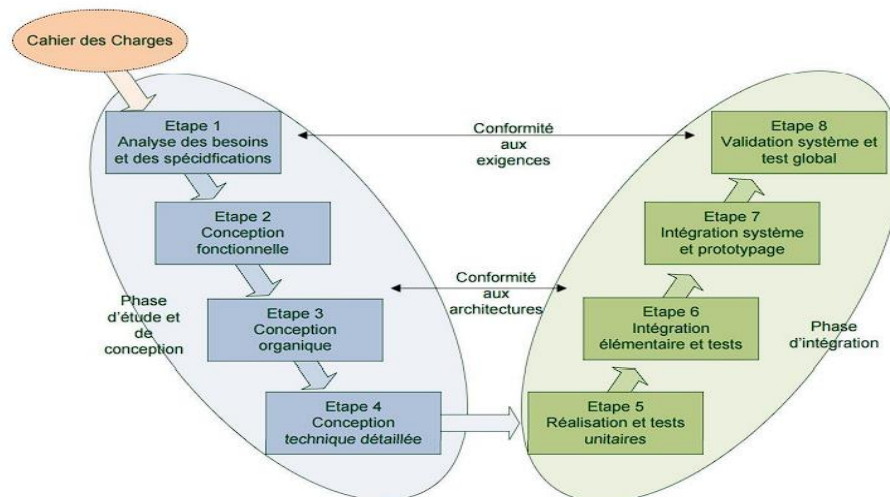 Cahier des Charges
Etape 1
Analyse des besoins
et des spécidfications
Etape 2
Conception
fonctionnelle
Etape 3
Conception
organique
Etape 4
Conception
technique détaillée
Phase
d'étude et
de
conception
Conformité
aux
exigences
Conformité
aux
architectures
Etape 8
Validation système et
test global
Etape 7
Intégration système
et prototypage
Etape 6
Intégration
élémentaire et tests
Etape 5
Réalisation et tests
unitaires
Phase
d'intégration